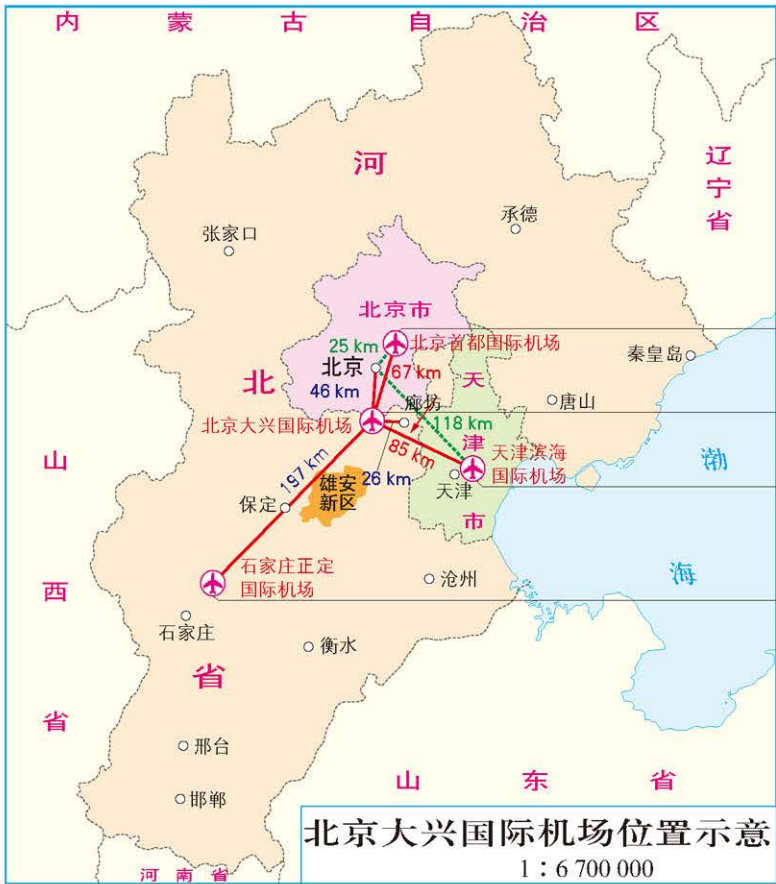 内蒙古自治区
辽宁省
河
承德
张家口
北京市
25 km
北京首都国际机场
秦皇岛
北京
67 km
北
46 km
天
唐山
廊坊
北京大兴国际机场
118 km
津
85 km
天津滨海
国际机场
渤
山
197 km
雄安
新区
26 km
天津
保定
市
石家庄正定
国际机场
沧州
海
西
石家庄
衡水
省
省
邢台
山东省
邯郸
河南省
北京大兴国际机场位置示意
1：6 700 000